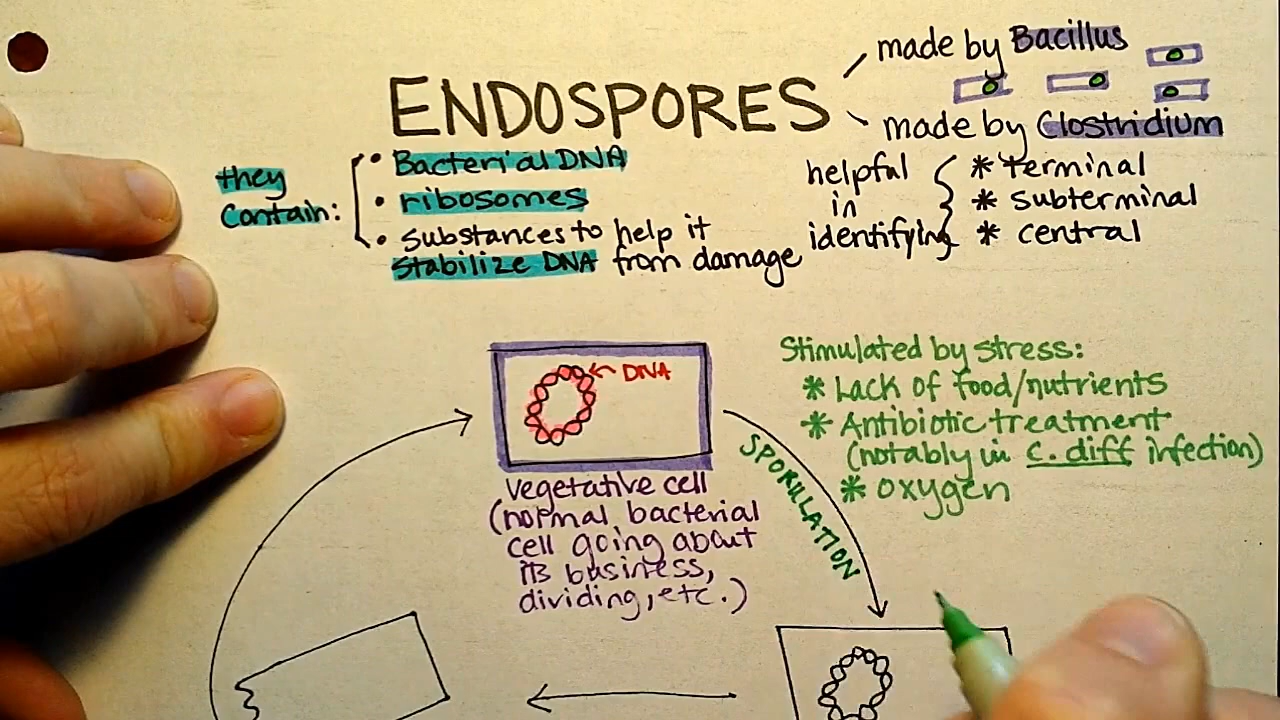 ENDOSPORES
made by Bacillus
made by Clostridium
they
contain:
• Bacterial DNA
• ribosomes
• substances to help it
stabilize DNA from damage
helpful
in
identifying
* terminal
* subterminal
* central
DNA
vegetative cell
(normal bacterial
cell going about
its business,
dividing, etc.)
SPORILLATION
Stimulated by stress:
* Lack of food/nutrients
* Antibiotic treatment
(notably in C. diff infection)
* oxygen